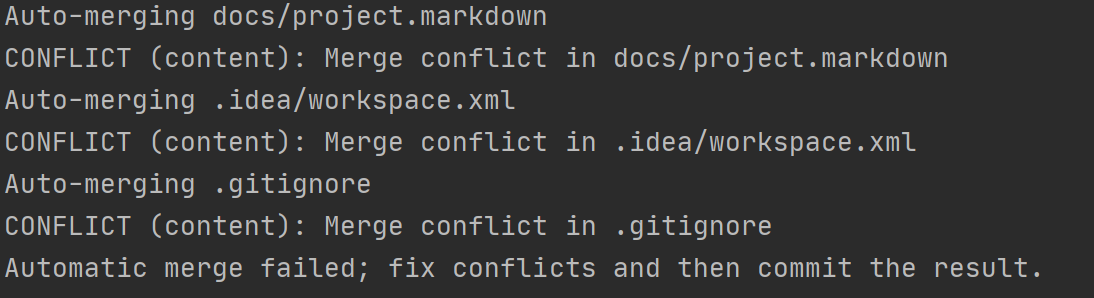 Auto-merging docs/project.markdown
CONFLICT (content): Merge conflict in docs/project.markdown
Auto-merging .idea/workspace.xml
CONFLICT (content): Merge conflict in .idea/workspace.xml
Auto-merging .gitignore
CONFLICT (content): Merge conflict in .gitignore
Automatic merge failed; fix conflicts and then commit the result.